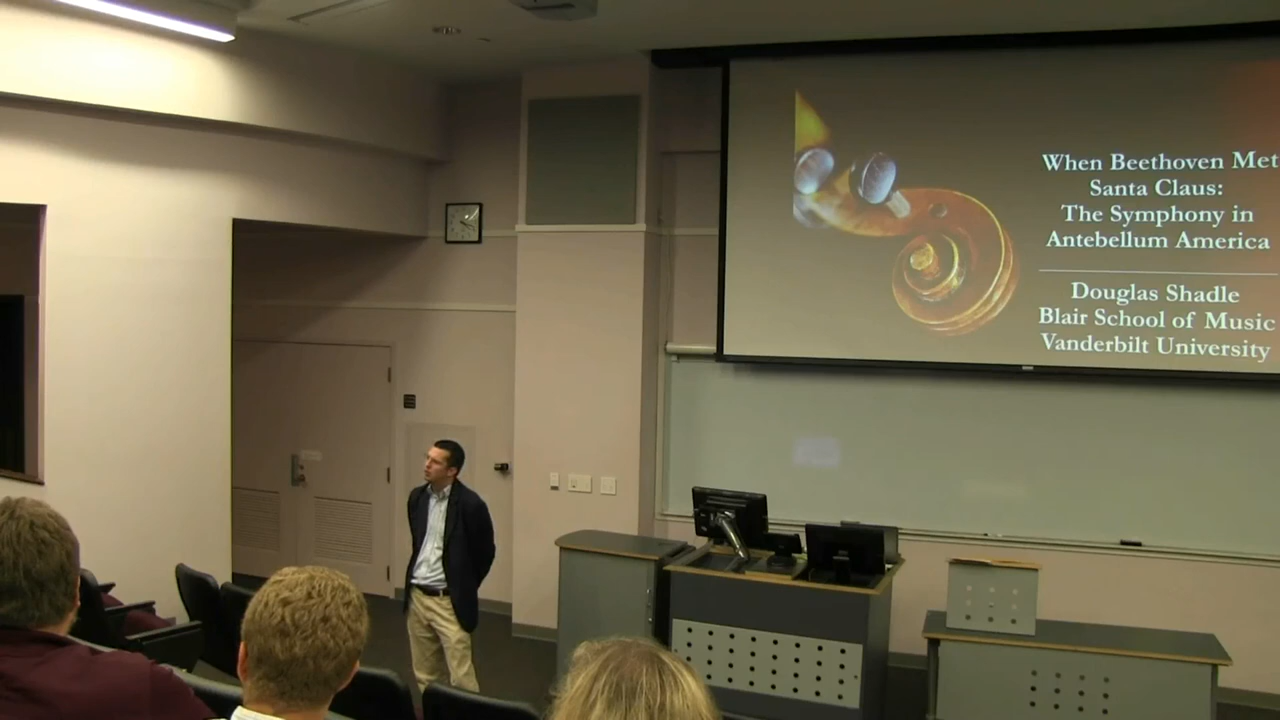 When Beethoven Met
Santa Claus:
The Symphony in
Antebellum America
Douglas Shadle
Blair School of Music
Vanderbilt University